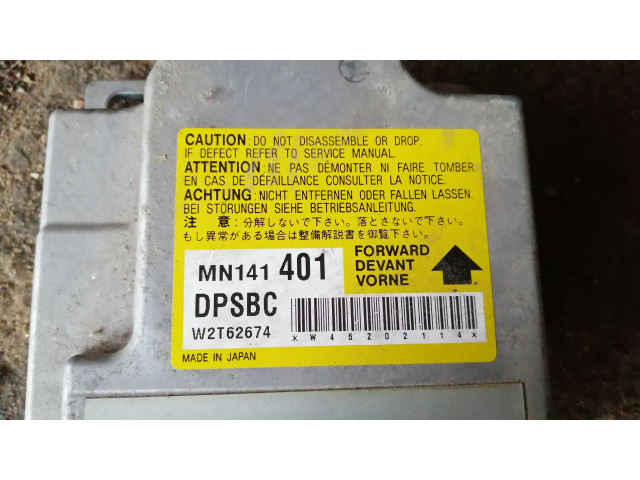 CAUTION: DO NOT DISASSEMBLE OR DROP.
IF DEFECT REFER TO SERVICE MANUAL.
ATTENTION: NE PAS DÉMONTER NI FAIRE TOMBER.
EN CAS DE DÉFAILLANCE CONSULTER LA NOTICE.
ACHTUNG: NICHT ENTFERNEN ODER FALLEN LASSEN.
BEI STÖRUNGEN SIEHE BETRIEBSANLEITUNG.
注 意:分解しないで下さい。落とさないで下さい。
もし異常がある場合は整備解説書を御覧下さい。
MN141 401
DPSBC
W2T62674
FORWARD
DEVANT
VORNE
*W45Z02114*
MADE IN JAPAN